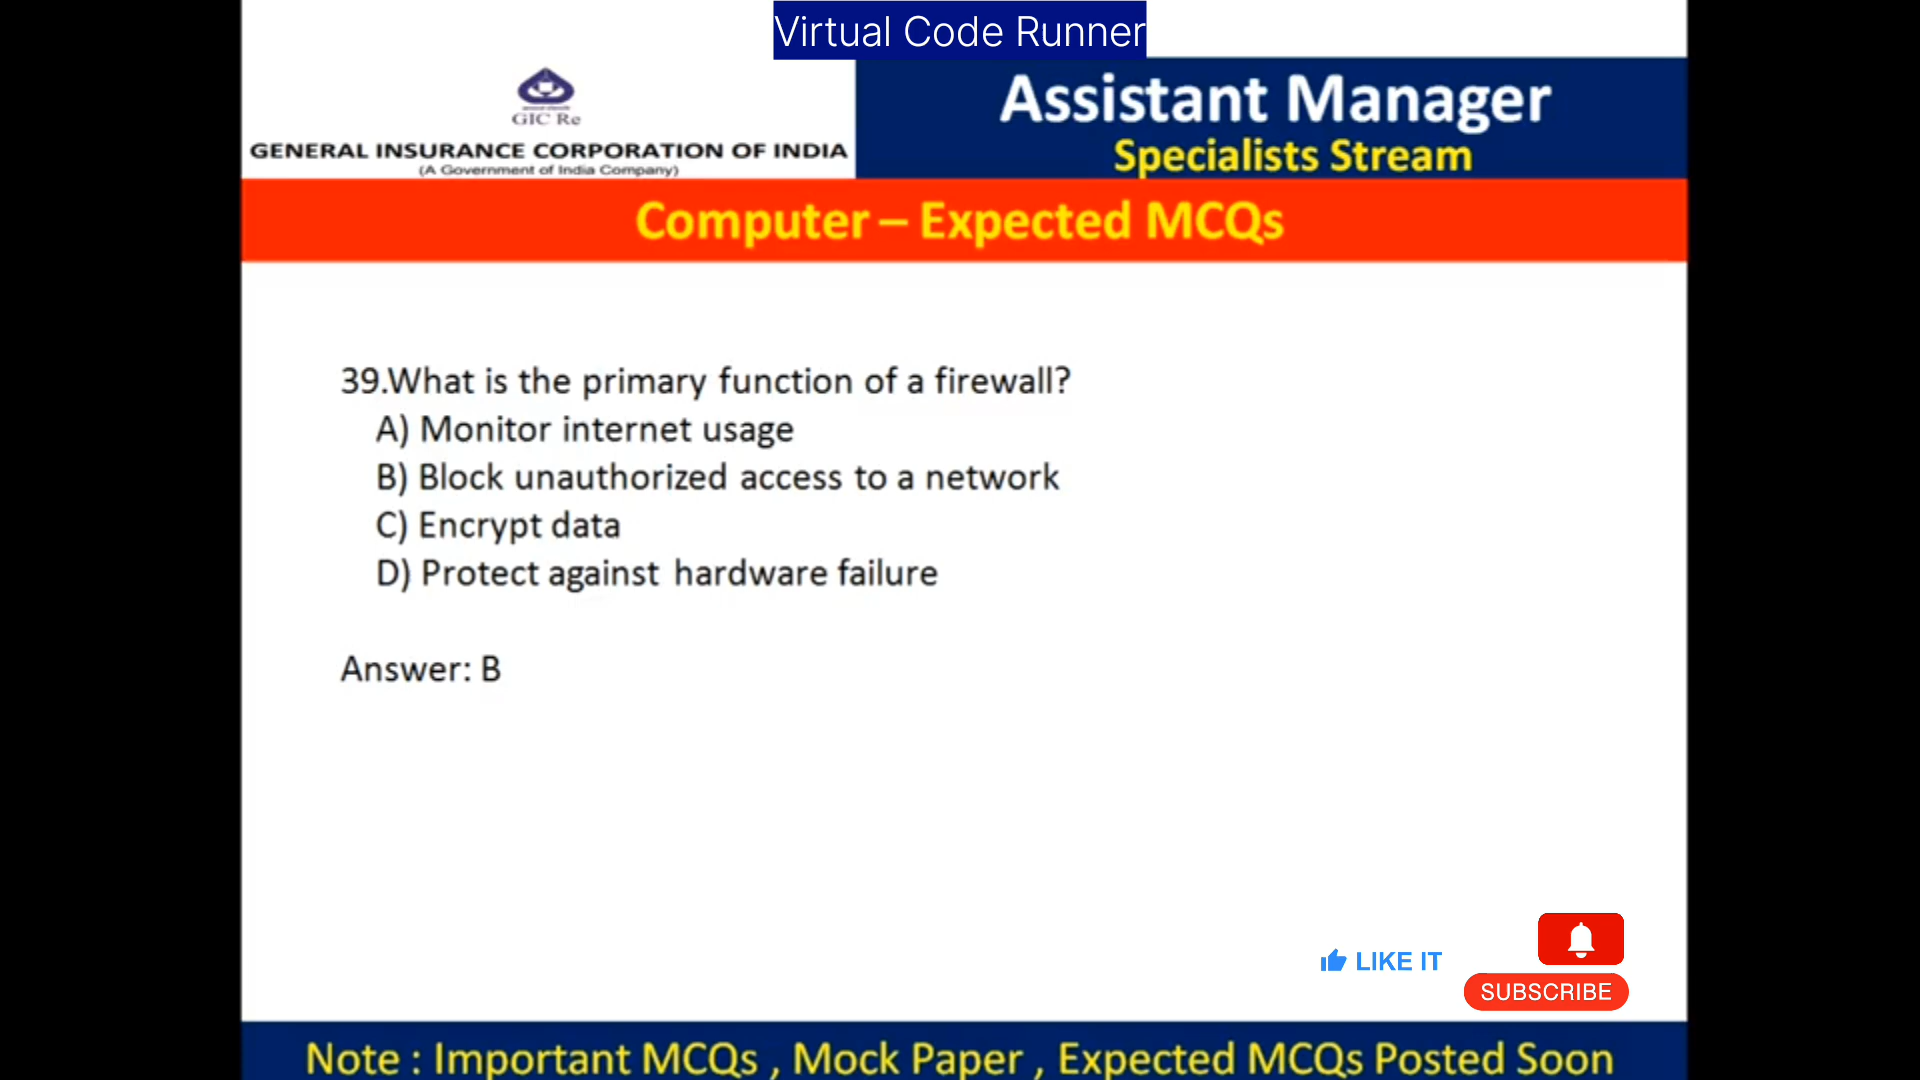 Virtual Code Runner
GIC Re
GENERAL INSURANCE CORPORATION OF INDIA
(A Government of India Company)
Assistant Manager
Specialists Stream
Computer – Expected MCQs
39.What is the primary function of a firewall?
A) Monitor internet usage
B) Block unauthorized access to a network
C) Encrypt data
D) Protect against hardware failure
Answer: B
LIKE IT
SUBSCRIBE
Note : Important MCQs , Mock Paper , Expected MCQs Posted Soon